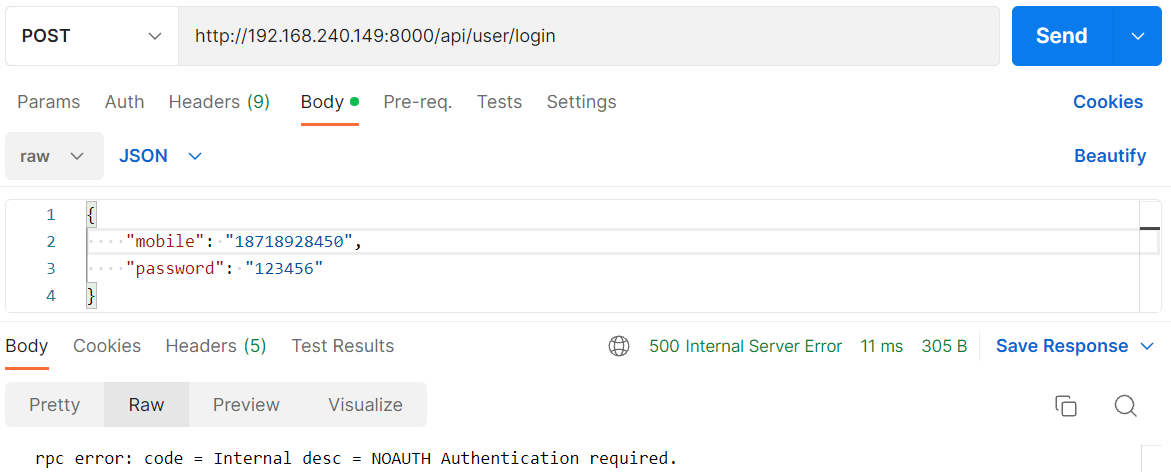 POST http://192.168.240.149:8000/api/user/login Send
Params Auth Headers (9) Body Pre-req. Tests Settings Cookies
raw JSON Beautify
1 {
2 ····"mobile":·"18718928450",
3 ····"password":·"123456"
4 }
Body Cookies Headers (5) Test Results 500 Internal Server Error 11 ms 305 B Save Response
Pretty Raw Preview Visualize
rpc error: code = Internal desc = NOAUTH Authentication required.